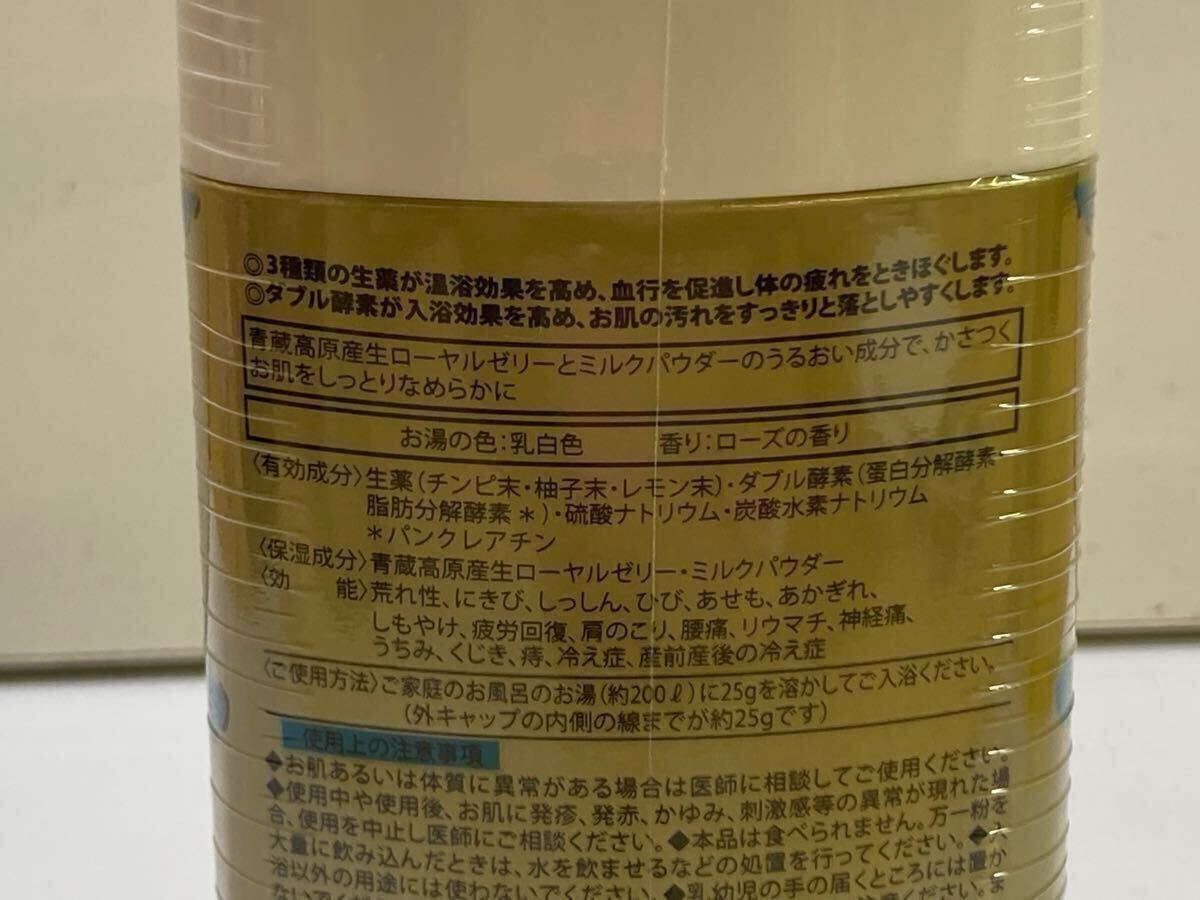 ◎3種類の生薬が温浴効果を高め、血行を促進し体の疲れをときほぐします。
◎ダブル酵素が入浴効果を高め、お肌の汚れをすっきりと落としやすくします。
青蔵高原産生ローヤルゼリーとミルクパウダーのうるおい成分で、かさつく
お肌をしっとりなめらかに
お湯の色:乳白色　香り:ローズの香り
〈有効成分〉生薬(チンピ末・柚子末・レモン末)・ダブル酵素(蛋白分解酵素・
脂肪分解酵素＊)・硫酸ナトリウム・炭酸水素ナトリウム
＊パンクレアチン
〈保湿成分〉青蔵高原産生ローヤルゼリー・ミルクパウダー
〈効　能〉荒れ性、にきび、しっしん、ひび、あせも、あかぎれ、
しもやけ、疲労回復、肩のこり、腰痛、リウマチ、神経痛、
うちみ、くじき、痔、冷え症、産前産後の冷え症
〈ご使用方法〉ご家庭のお風呂のお湯(約200ℓ)に25gを溶かしてご入浴ください。
(外キャップの内側の線までが約25gです)
使用上の注意事項
◆お肌あるいは体質に異常がある場合は医師に相談してご使用ください。
◆使用中や使用後、お肌に発疹、発赤、かゆみ、刺激感等の異常が現れた場
合、使用を中止し医師にご相談ください。◆本品は食べられません。万一粉を
大量に飲み込んだときは、水を飲ませるなどの処置を行ってください。◆入
浴以外の用途には使わないでください。◆乳幼児の手の届くところには置か
ないでくだ